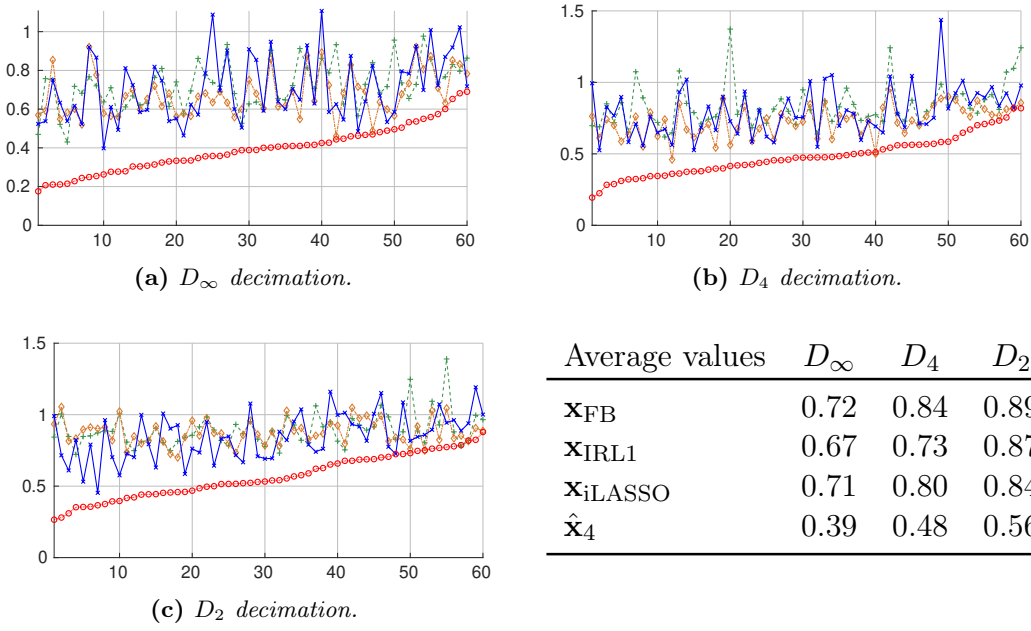 1
0.8
0.6
0.4
0.2
0
10 20 30 40 50 60
(a) D∞ decimation.
1.5
1
0.5
0
10 20 30 40 50 60
(b) D4 decimation.
1.5
1
0.5
0
10 20 30 40 50 60
(c) D2 decimation.
Average values D∞ D4 D2
xFB 0.72 0.84 0.89
xIRL1 0.67 0.73 0.87
xiLASSO 0.71 0.80 0.84
x̂4 0.39 0.48 0.56